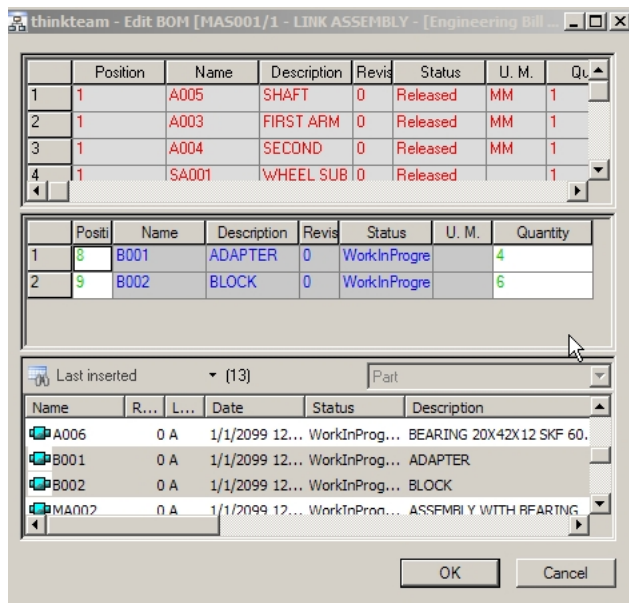 thinkteam - Edit BOM [MAS001/1 - LINK ASSEMBLY - [Engineering Bill ...
Position Name Description Revis Status U. M. Qu
1 1 A005 SHAFT 0 Released MM 1
2 1 A003 FIRST ARM 0 Released MM 1
3 1 A004 SECOND 0 Released MM 1
4 1 SA001 WHEEL SUB 0 Released 1
Positi Name Description Revis Status U. M. Quantity
1 8 B001 ADAPTER 0 WorkInProgre 4
2 9 B002 BLOCK 0 WorkInProgre 6
Last inserted (13) Part
Name R... L... Date Status Description
A006 0 A 1/1/2099 12... WorkInProg... BEARING 20X42X12 SKF 60.
B001 0 A 1/1/2099 12... WorkInProg... ADAPTER
B002 0 A 1/1/2099 12... WorkInProg... BLOCK
MA002 0 A 1/1/2099 12... WorkInProg... ASSEMBLY WITH BEARING
OK Cancel